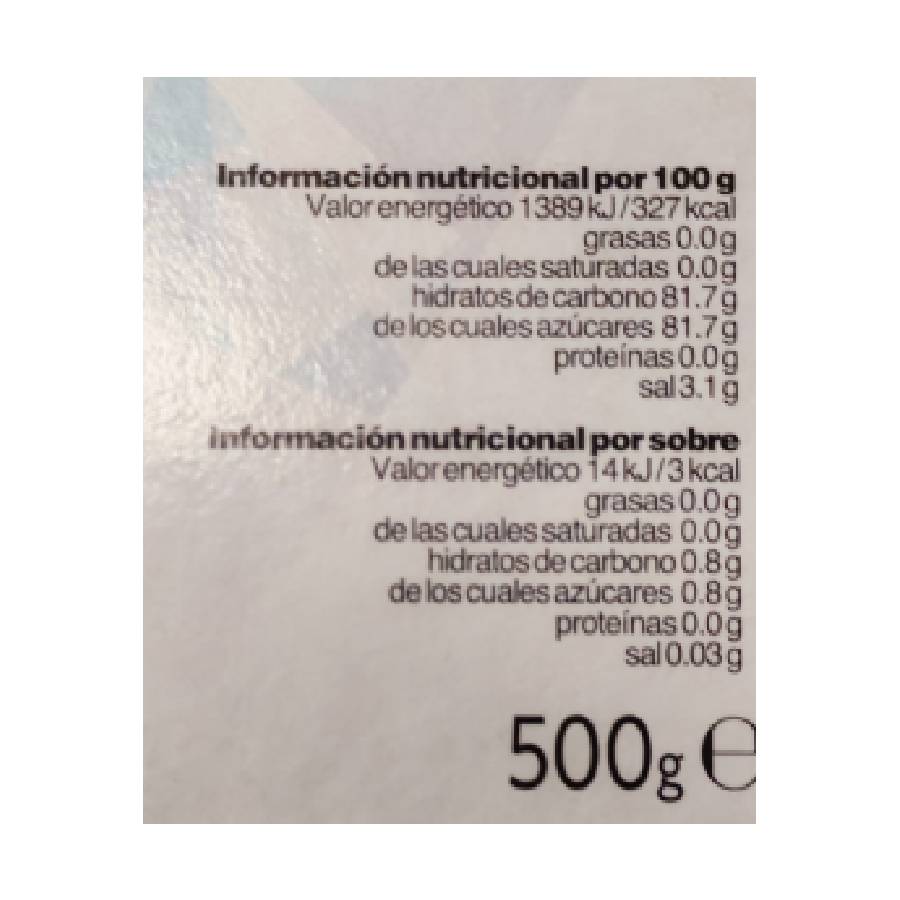 Información nutricional por 100 g
Valor energético 1389 kJ/327 kcal
grasas 0.0 g
de las cuales saturadas 0.0 g
hidratos de carbono 81.7 g
de los cuales azúcares 81.7 g
proteínas 0.0 g
sal 3.1 g
Información nutricional por sobre
Valor energético 14 kJ/3 kcal
grasas 0.0 g
de las cuales saturadas 0.0 g
hidratos de carbono 0.8 g
de los cuales azúcares 0.8 g
proteínas 0.0 g
sal 0.03 g
500g ℮